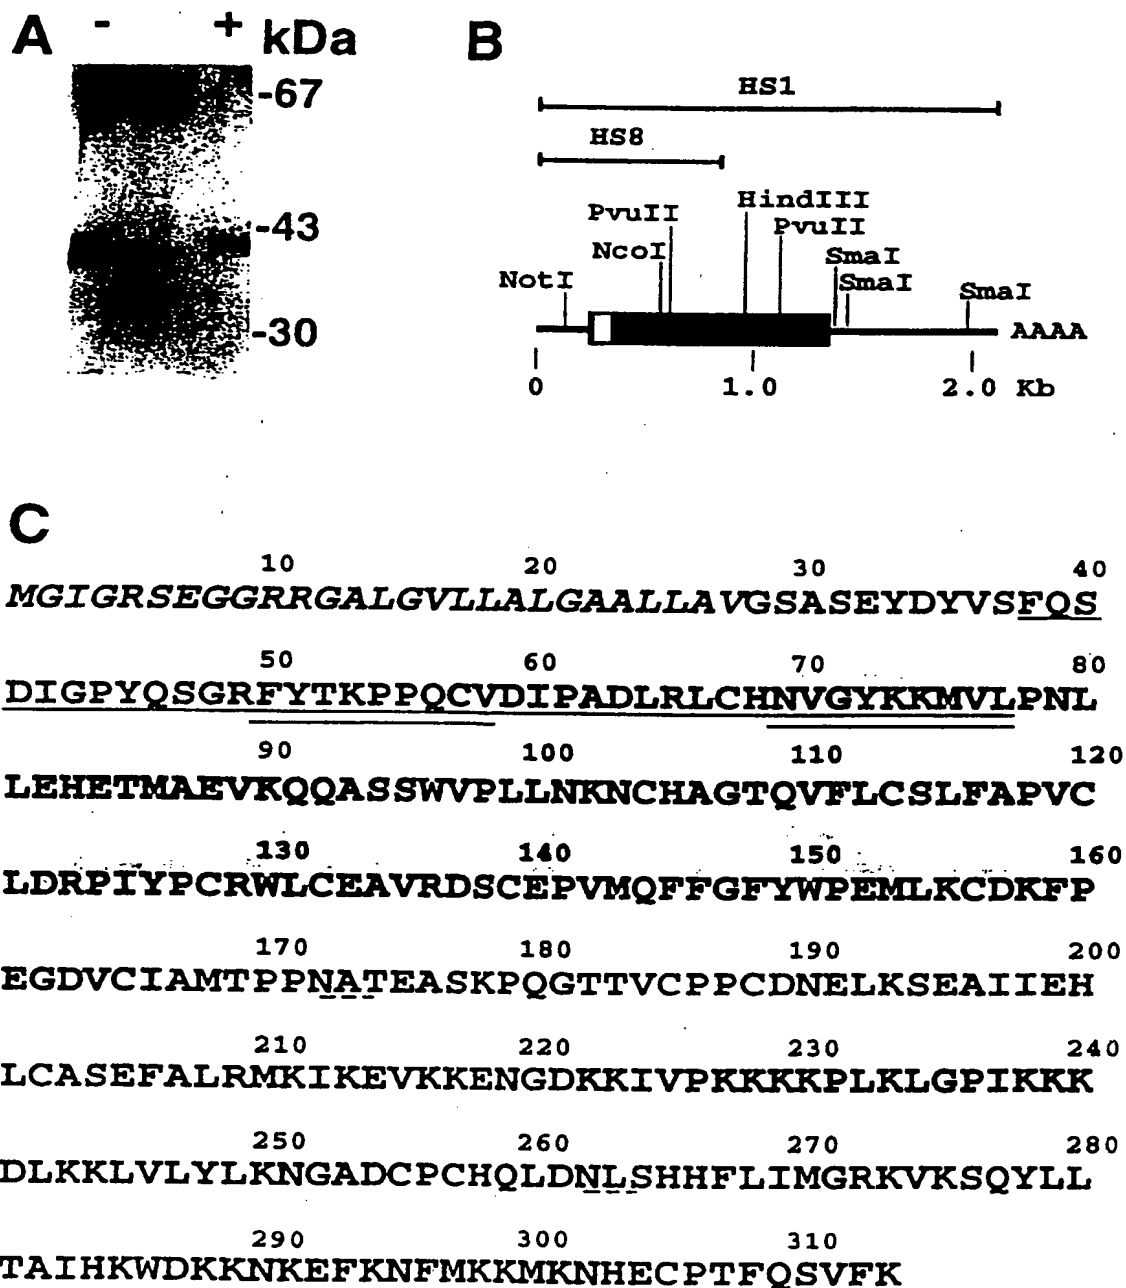 A - + kDa
-67
-43
-30
B
HS1
HS8
HindIII
PvuII
PvuII
NcoI
SmaI
NotI
SmaI
SmaI
AAAA
0 1.0 2.0 Kb
C
10 20 30 40
MGIGRSEGGRRGALGVLLALGAALLAVGSASEYDYVSFQS
50 60 70 80
DIGPYQSGRFYTKPPQCVDIPADLRLCHNVGYKKMVLPNL
90 100 110 120
LEHETMAEVKQQASSWVPLLNKNCHAGTQVFLCSLFAPVC
130 140 150 160
LDRPIYPCRWLCEAVRDSCEPVMQFFGFYWPEMLKCDKFP
170 180 190 200
EGDVCIAMTPPNATEASKPQGTTVCPPCDNELKSEAIIEH
210 220 230 240
LCASEFALRMKIKEVKKENGDKKIVPKKKKPLKLGPIKKK
250 260 270 280
DLKKLVLYLKNGADCPCHQLDNLSHHFLIMGRKVKSQYLL
290 300 310
TAIHKWDKKNKEFKNFMKKMKNHECPTFQSVFK